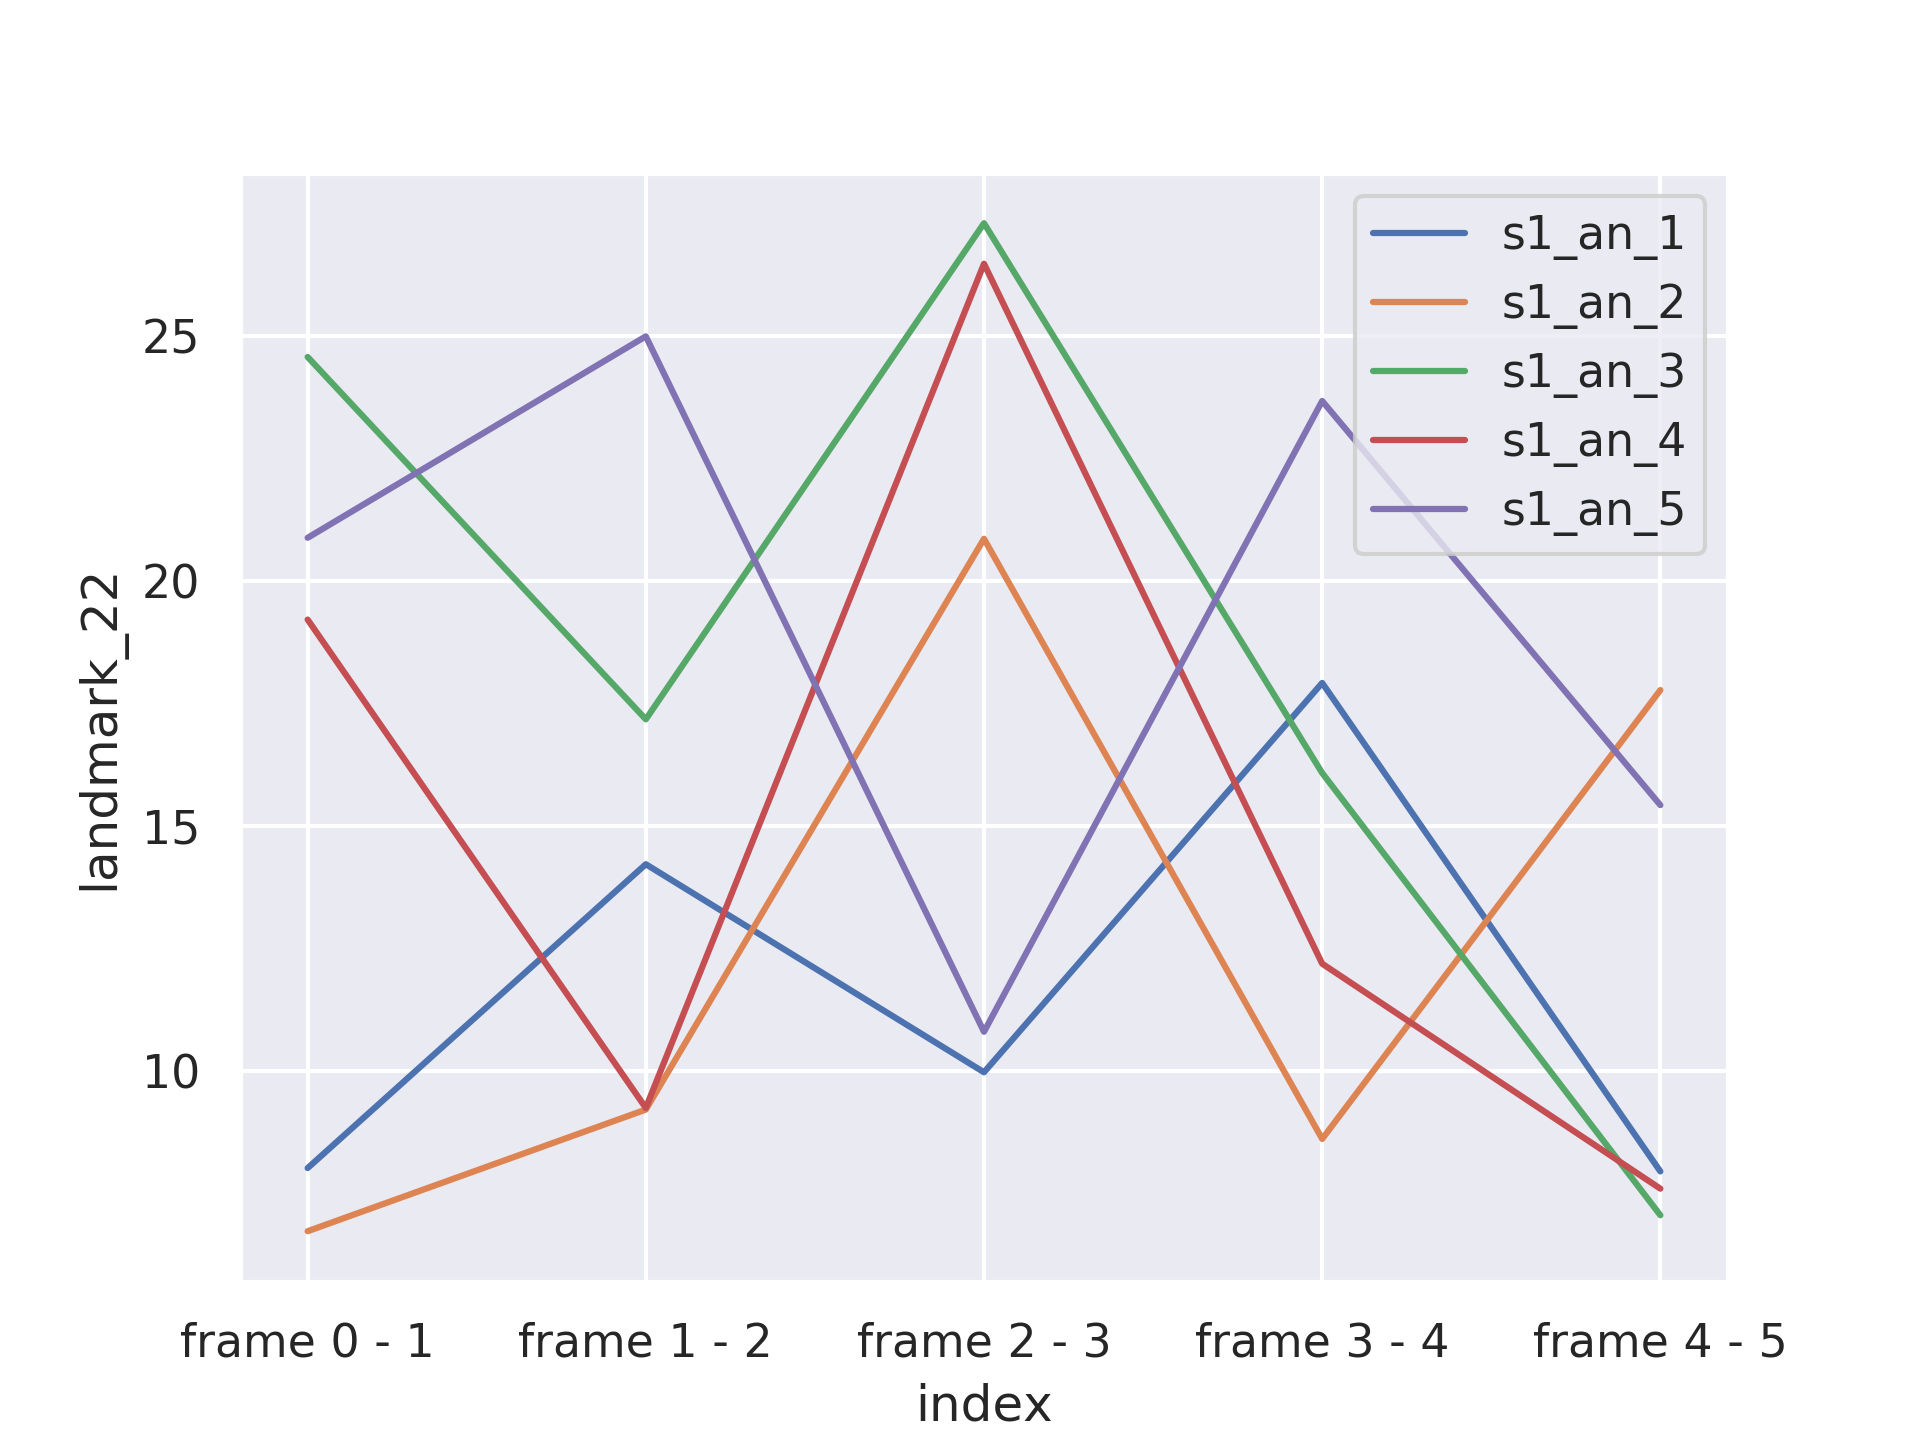 s1_an_1
s1_an_2
s1_an_3
s1_an_4
s1_an_5
landmark_22
25
20
15
10
frame 0 - 1
frame 1 - 2
frame 2 - 3
frame 3 - 4
frame 4 - 5
index